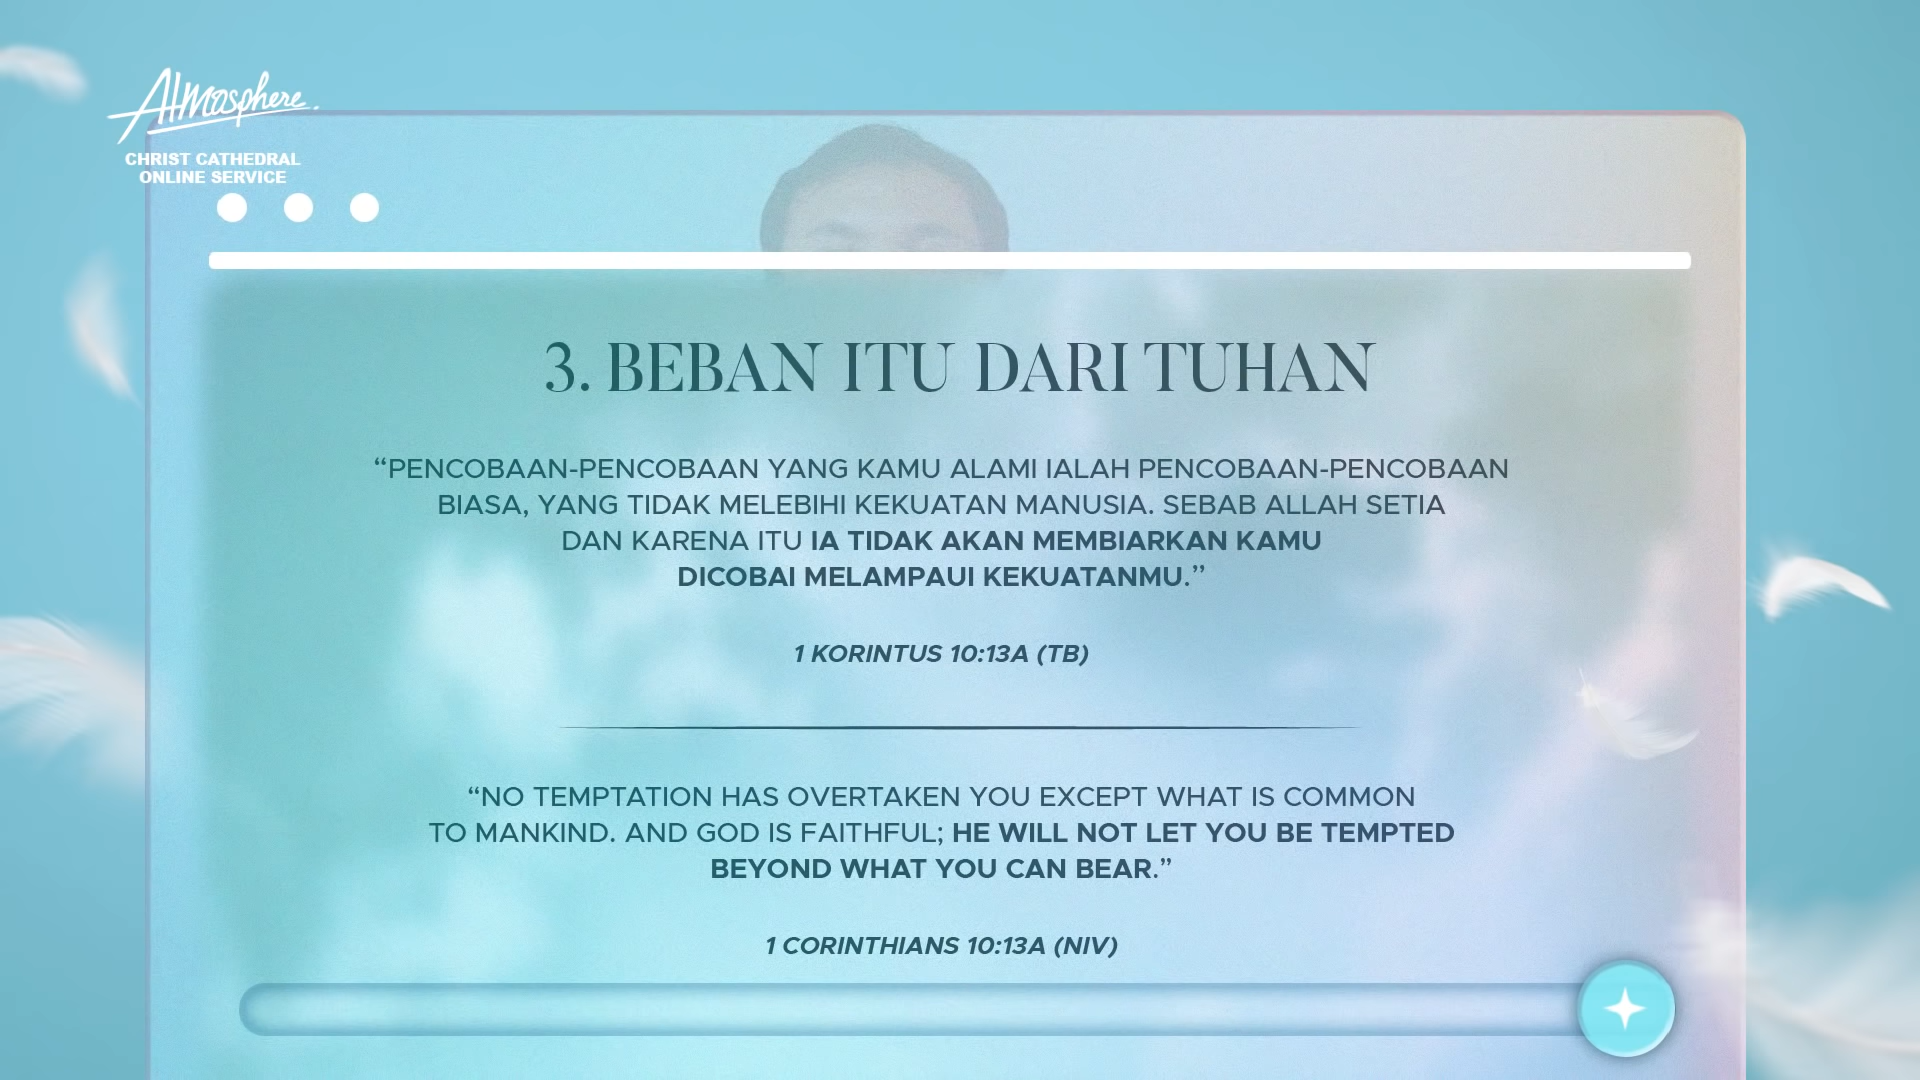 Atmosphere.
CHRIST CATHEDRAL
ONLINE SERVICE
3. BEBAN ITU DARI TUHAN
“PENCOBAAN-PENCOBAAN YANG KAMU ALAMI IALAH PENCOBAAN-PENCOBAAN
BIASA, YANG TIDAK MELEBIHI KEKUATAN MANUSIA. SEBAB ALLAH SETIA
DAN KARENA ITU IA TIDAK AKAN MEMBIARKAN KAMU
DICOBAI MELAMPAUI KEKUATANMU.”
1 KORINTUS 10:13A (TB)
“NO TEMPTATION HAS OVERTAKEN YOU EXCEPT WHAT IS COMMON
TO MANKIND. AND GOD IS FAITHFUL; HE WILL NOT LET YOU BE TEMPTED
BEYOND WHAT YOU CAN BEAR.”
1 CORINTHIANS 10:13A (NIV)